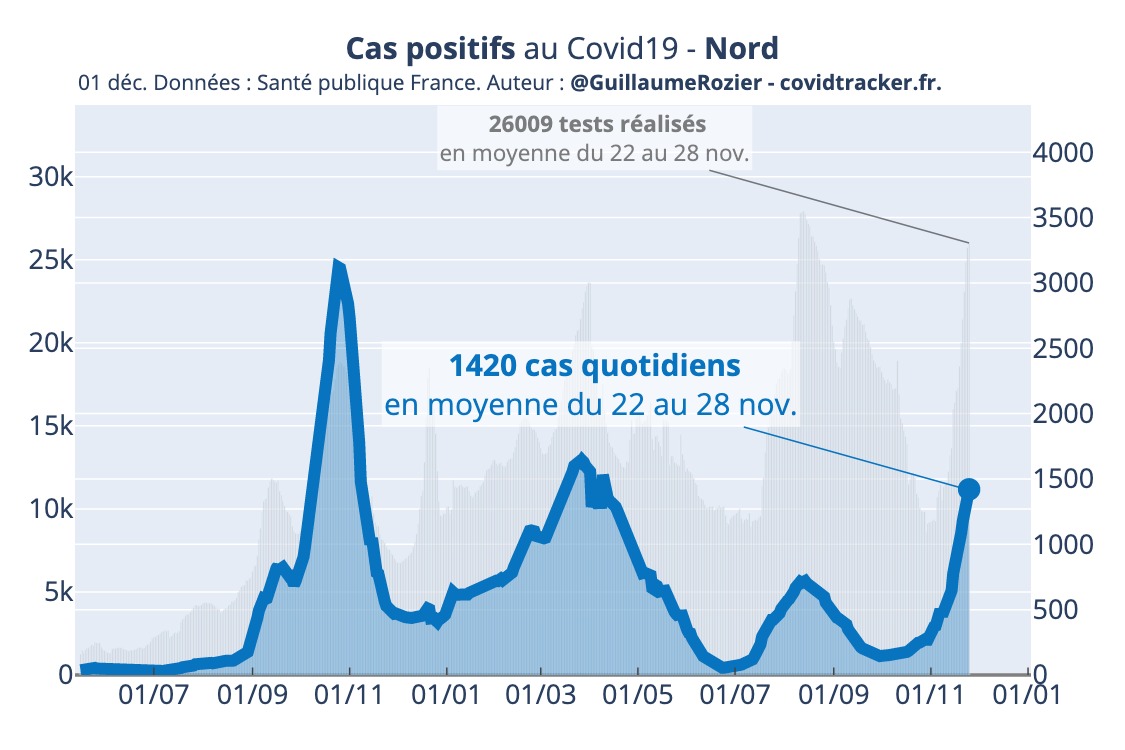 Cas positifs au Covid19 - Nord
01 déc. Données : Santé publique France. Auteur : @GuillaumeRozier - covidtracker.fr.
26009 tests réalisés
en moyenne du 22 au 28 nov.
4000
30k
3500
25k
3000
20k
2500
1420 cas quotidiens
en moyenne du 22 au 28 nov.
2000
15k
1500
10k
1000
5k
500
0
0
01/07
01/09
01/11
01/01
01/03
01/05
01/07
01/09
01/11
01/01